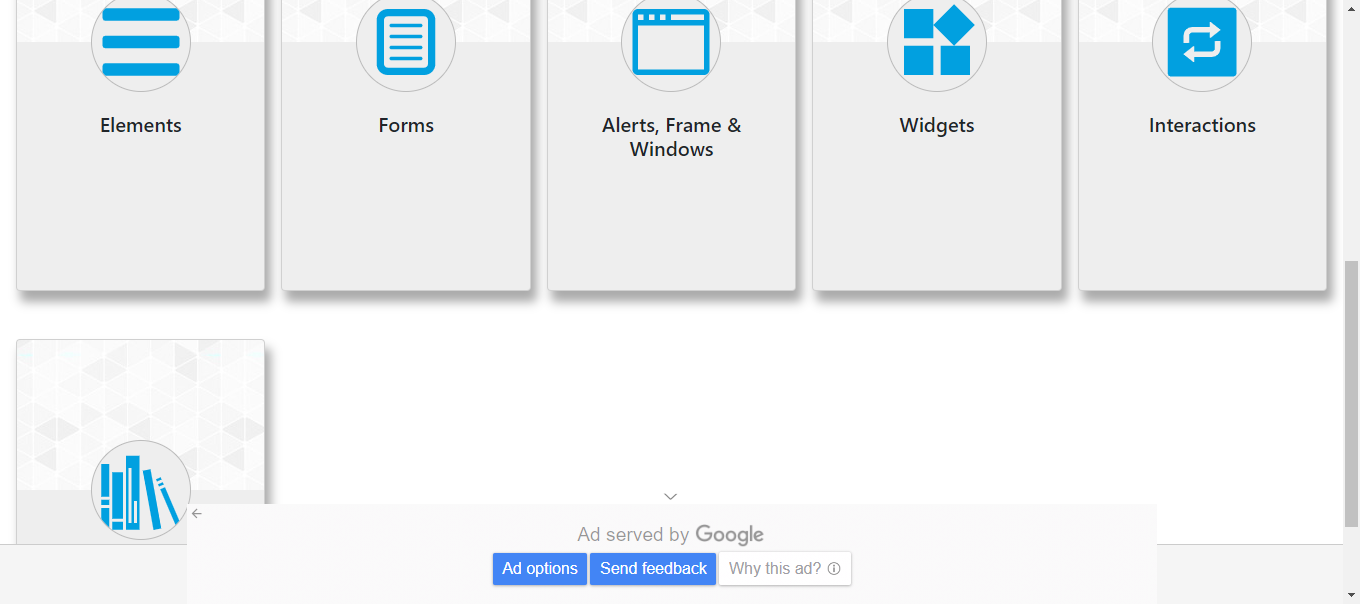 Elements
Forms
Alerts, Frame &
Windows
Widgets
Interactions
Ad served by Google
Ad options
Send feedback
Why this ad?